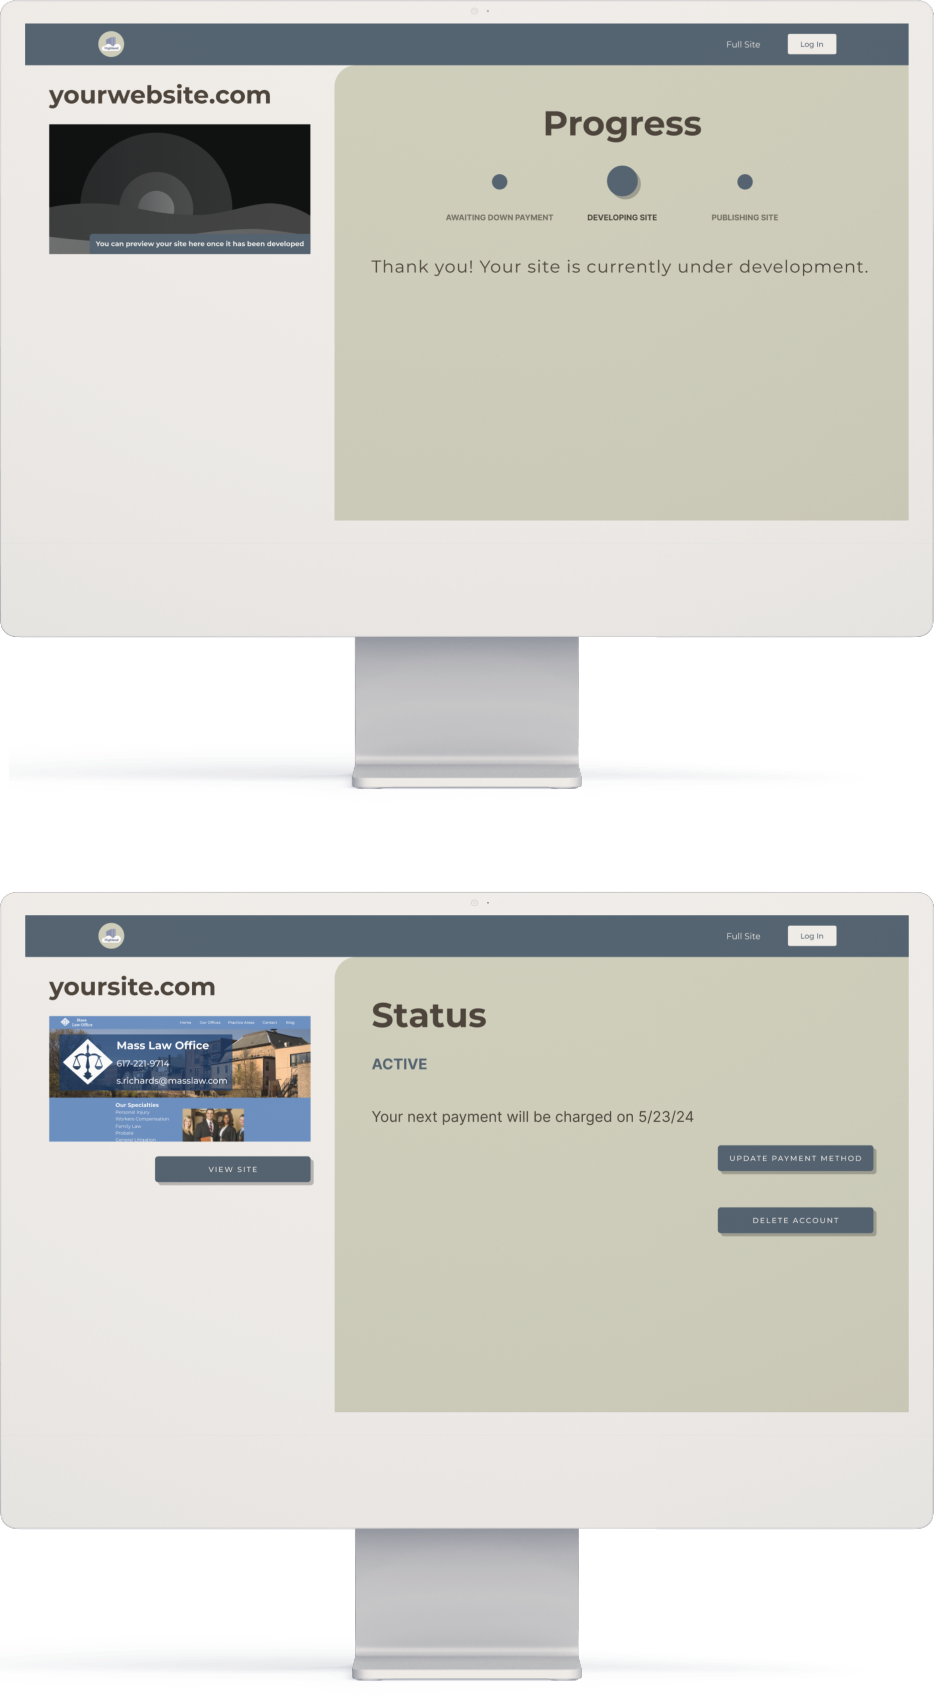 Full Site
Log In
yourwebsite.com
You can preview your site here once it has been developed
Progress
AWAITING DOWN PAYMENT
DEVELOPING SITE
PUBLISHING SITE
Thank you! Your site is currently under development.
Full Site
Log In
yoursite.com
Mass
Law Office
Home
Our Offices
Practice Areas
Contact
Blog
Mass Law Office
617-221-9714
s.richards@masslaw.com
Our Specialties
Personal Injury
Workers Compensation
Family Law
Probate
General Litigation
VIEW SITE
Status
ACTIVE
Your next payment will be charged on 5/23/24
UPDATE PAYMENT METHOD
DELETE ACCOUNT